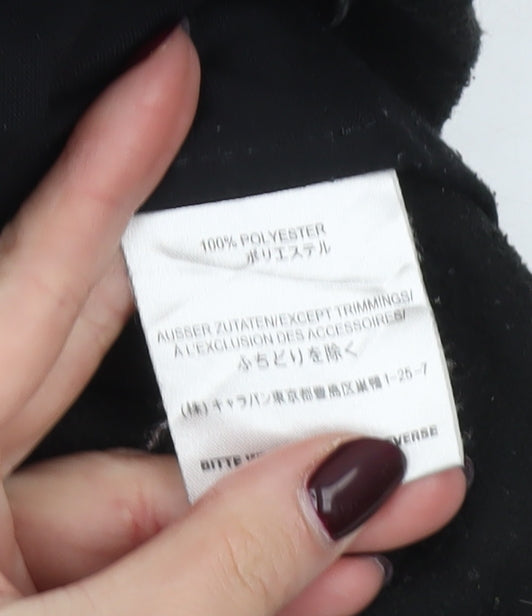 100% POLYESTER
ポリエステル
AUSSER ZUTATEN/EXCEPT TRIMMINGS/
À L'EXCLUSION DES ACCESSOIRES/
ふちどりを除く
(株)キャラバン東京都豊島区巣鴨1-25-7
BITTE